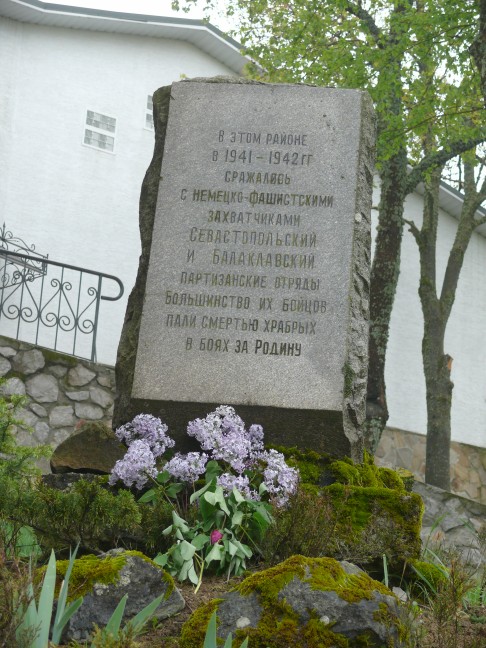 В ЭТОМ РАЙОНЕ
В 1941-1942 ГГ
СРАЖАЛИСЬ
С НЕМЕЦКО-ФАШИСТСКИМИ
ЗАХВАТЧИКАМИ
СЕВАСТОПОЛЬСКИЙ
И БАЛАКЛАВСКИЙ
ПАРТИЗАНСКИЕ ОТРЯДЫ
БОЛЬШИНСТВО ИХ БОЙЦОВ
ПАЛИ СМЕРТЬЮ ХРАБРЫХ
В БОЯХ ЗА РОДИНУ